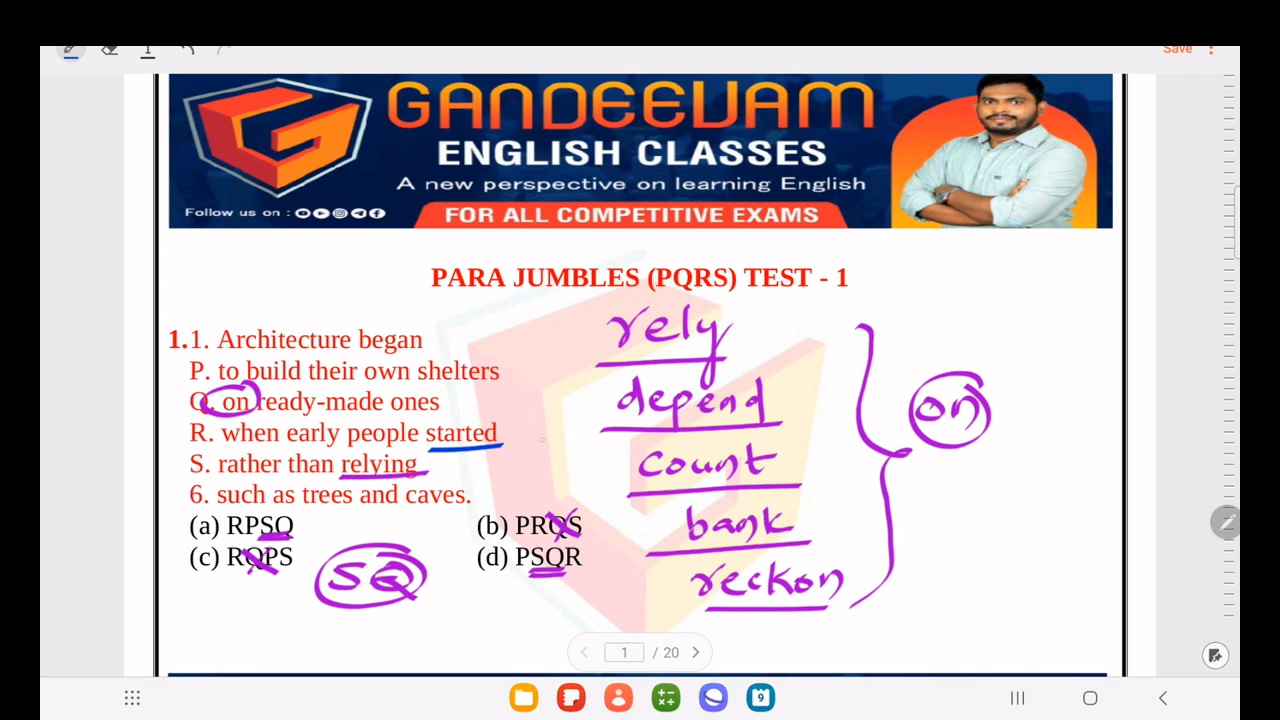 Save
GANDEEVAM
ENGLISH CLASSES
A new perspective on learning English
Follow us on :
FOR ALL COMPETITIVE EXAMS
PARA JUMBLES (PQRS) TEST - 1
1. 1. Architecture began
P. to build their own shelters
Q. on ready-made ones
R. when early people started
S. rather than relying
6. such as trees and caves.
(a) RPSQ (b) PRQS
(c) RQPS (d) PSQR
SQ
rely
depend
count
bank
reckon
on
1 / 20
9